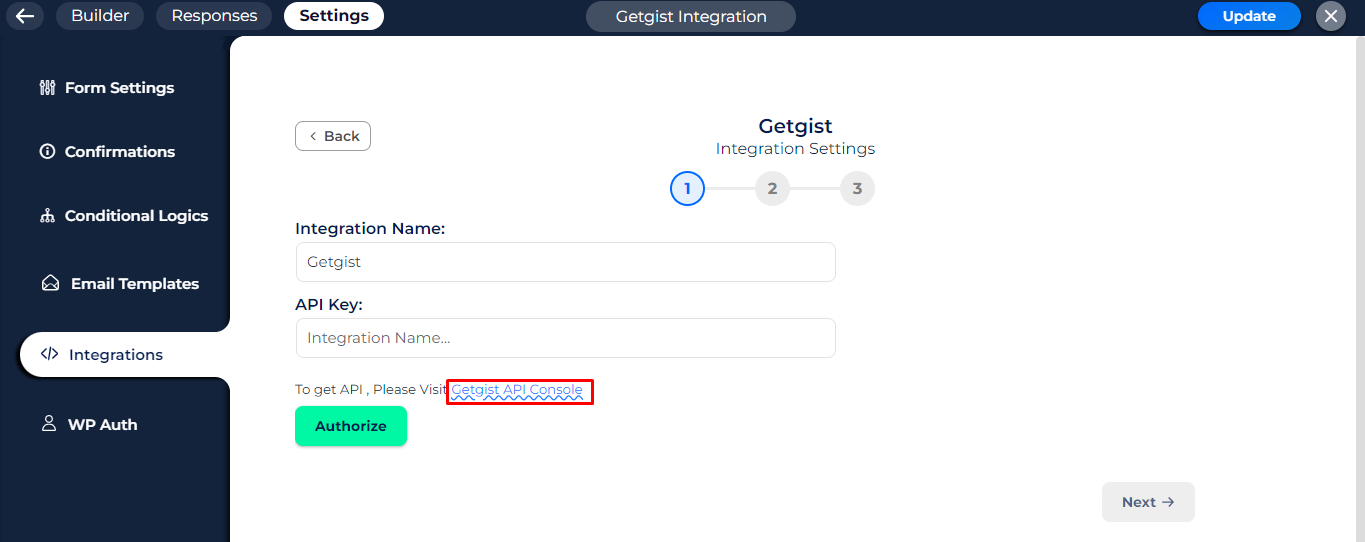 Builder
Responses
Settings
Getgist Integration
Update
Form Settings
Confirmations
Conditional Logics
Email Templates
Integrations
WP Auth
Back
Getgist
Integration Settings
1 2 3
Integration Name:
Getgist
API Key:
Integration Name...
To get API , Please Visit Getgist API Console
Authorize
Next